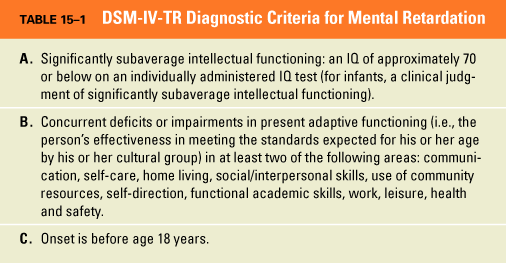 TABLE 15–1 DSM-IV-TR Diagnostic Criteria for Mental Retardation
A. Significantly subaverage intellectual functioning: an IQ of approximately 70
or below on an individually administered IQ test (for infants, a clinical judg-
ment of significantly subaverage intellectual functioning).
B. Concurrent deficits or impairments in present adaptive functioning (i.e., the
person’s effectiveness in meeting the standards expected for his or her age
by his or her cultural group) in at least two of the following areas: communi-
cation, self-care, home living, social/interpersonal skills, use of community
resources, self-direction, functional academic skills, work, leisure, health
and safety.
C. Onset is before age 18 years.